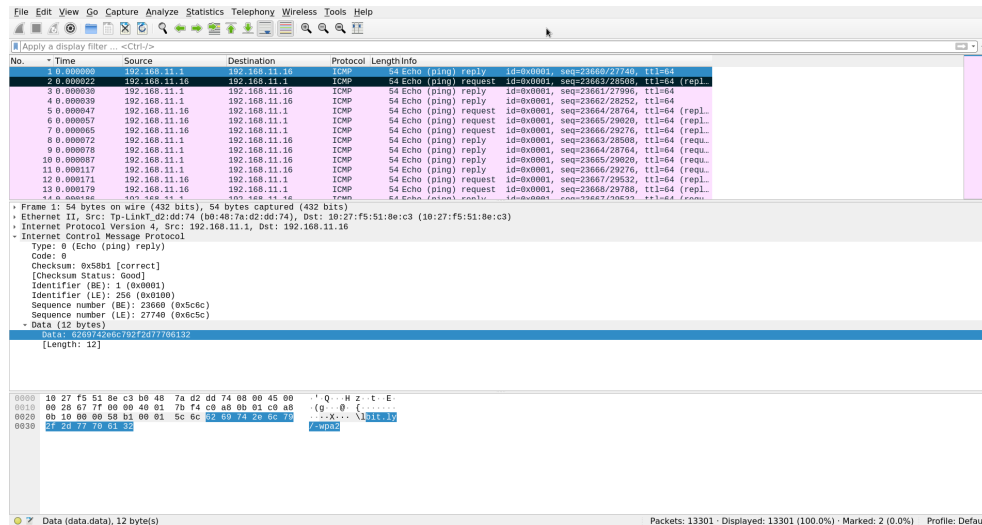 File Edit View Go Capture Analyze Statistics Telephony Wireless Tools Help
Apply a display filter ... <Ctrl-/>
No. Time Source Destination Protocol Length Info
1 0.000000 192.168.11.1 192.168.11.16 ICMP 54 Echo (ping) reply id=0x0001, seq=23660/27740, ttl=64
2 0.000022 192.168.11.16 192.168.11.1 ICMP 54 Echo (ping) request id=0x0001, seq=23663/28508, ttl=64 (repl…
3 0.000030 192.168.11.1 192.168.11.16 ICMP 54 Echo (ping) reply id=0x0001, seq=23661/27996, ttl=64
4 0.000039 192.168.11.1 192.168.11.16 ICMP 54 Echo (ping) reply id=0x0001, seq=23662/28252, ttl=64
5 0.000047 192.168.11.16 192.168.11.1 ICMP 54 Echo (ping) request id=0x0001, seq=23664/28764, ttl=64 (repl…
6 0.000057 192.168.11.16 192.168.11.1 ICMP 54 Echo (ping) request id=0x0001, seq=23665/29020, ttl=64 (repl…
7 0.000065 192.168.11.16 192.168.11.1 ICMP 54 Echo (ping) request id=0x0001, seq=23666/29276, ttl=64 (repl…
8 0.000072 192.168.11.1 192.168.11.16 ICMP 54 Echo (ping) reply id=0x0001, seq=23663/28508, ttl=64 (requ…
9 0.000078 192.168.11.1 192.168.11.16 ICMP 54 Echo (ping) reply id=0x0001, seq=23664/28764, ttl=64 (requ…
10 0.000087 192.168.11.1 192.168.11.16 ICMP 54 Echo (ping) reply id=0x0001, seq=23665/29020, ttl=64 (requ…
11 0.000117 192.168.11.1 192.168.11.16 ICMP 54 Echo (ping) reply id=0x0001, seq=23666/29276, ttl=64 (requ…
12 0.000171 192.168.11.16 192.168.11.1 ICMP 54 Echo (ping) request id=0x0001, seq=23667/29532, ttl=64 (repl…
13 0.000179 192.168.11.16 192.168.11.1 ICMP 54 Echo (ping) request id=0x0001, seq=23668/29788, ttl=64 (repl…
Frame 1: 54 bytes on wire (432 bits), 54 bytes captured (432 bits)
Ethernet II, Src: Tp-LinkT_d2:dd:74 (b0:48:7a:d2:dd:74), Dst: 10:27:f5:51:8e:c3 (10:27:f5:51:8e:c3)
Internet Protocol Version 4, Src: 192.168.11.1, Dst: 192.168.11.16
Internet Control Message Protocol
Type: 0 (Echo (ping) reply)
Code: 0
Checksum: 0x58b1 [correct]
[Checksum Status: Good]
Identifier (BE): 1 (0x0001)
Identifier (LE): 256 (0x0100)
Sequence number (BE): 23660 (0x5c6c)
Sequence number (LE): 27740 (0x6c5c)
Data (12 bytes)
Data: 6269742e6c792f2d77706132
[Length: 12]
0000 10 27 f5 51 8e c3 b0 48 7a d2 dd 74 08 00 45 00 ·'·Q···H z··t··E·
0010 00 28 67 7f 00 00 40 01 7b f4 c0 a8 0b 01 c0 a8 ·(g···@· {·······
0020 0b 10 00 00 58 b1 00 01 5c 6c 62 69 74 2e 6c 79 ····X··· \lbit.ly
0030 2f 2d 77 70 61 32 /-wpa2
Data (data.data), 12 byte(s) Packets: 13301 · Displayed: 13301 (100.0%) · Marked: 2 (0.0%) Profile: Defau